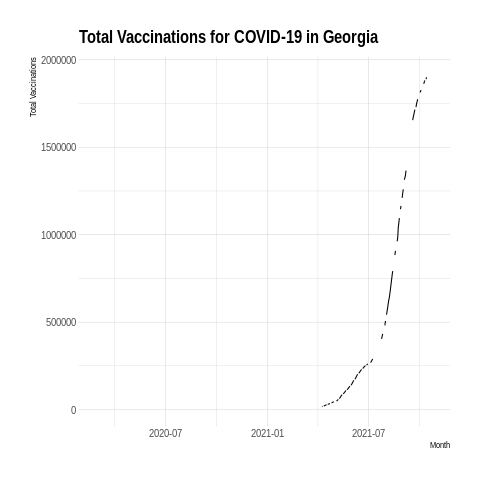 Total Vaccinations for COVID-19 in Georgia
Total Vaccinations
2000000
1500000
1000000
500000
0
2020-07
2021-01
2021-07
Month